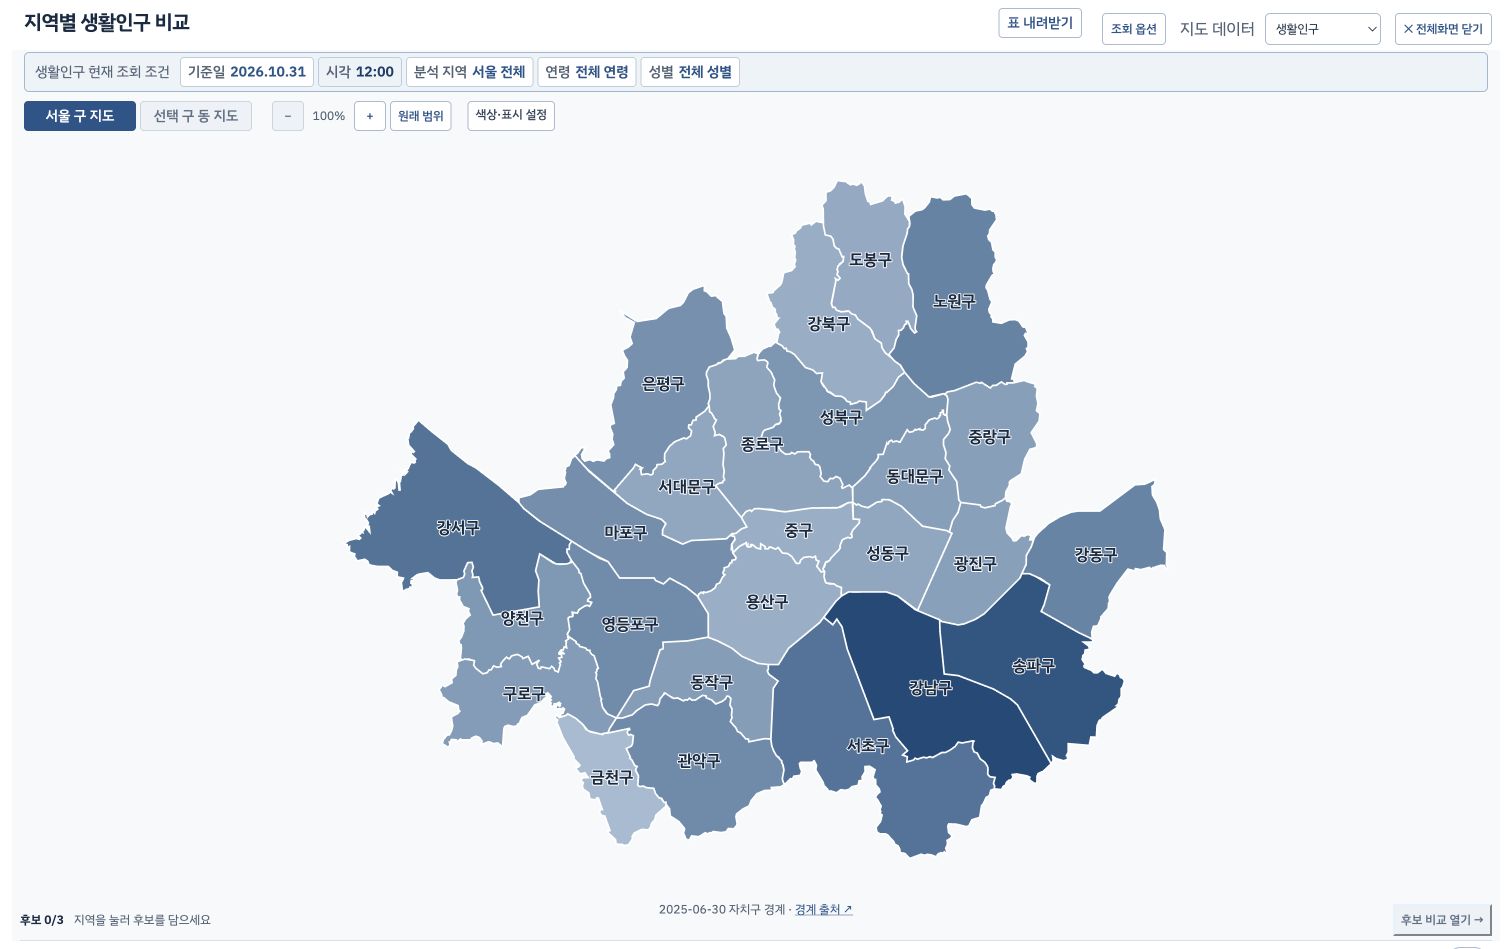 지역별 생활인구 비교
표 내려받기
조회 옵션
지도 데이터
생활인구
✕ 전체화면 닫기
생활인구 현재 조회 조건
기준일 2026.10.31
시각 12:00
분석 지역 서울 전체
연령 전체 연령
성별 전체 성별
서울 구 지도
선택 구 동 지도
−
100%
+
원래 범위
색상·표시 설정
도봉구
노원구
강북구
은평구
성북구
중랑구
종로구
동대문구
서대문구
강서구
마포구
중구
성동구
강동구
광진구
용산구
양천구
영등포구
송파구
동작구
강남구
구로구
서초구
관악구
금천구
2025-06-30 자치구 경계 · 경계 출처 ↗
후보 0/3 지역을 눌러 후보를 담으세요
후보 비교 열기 →